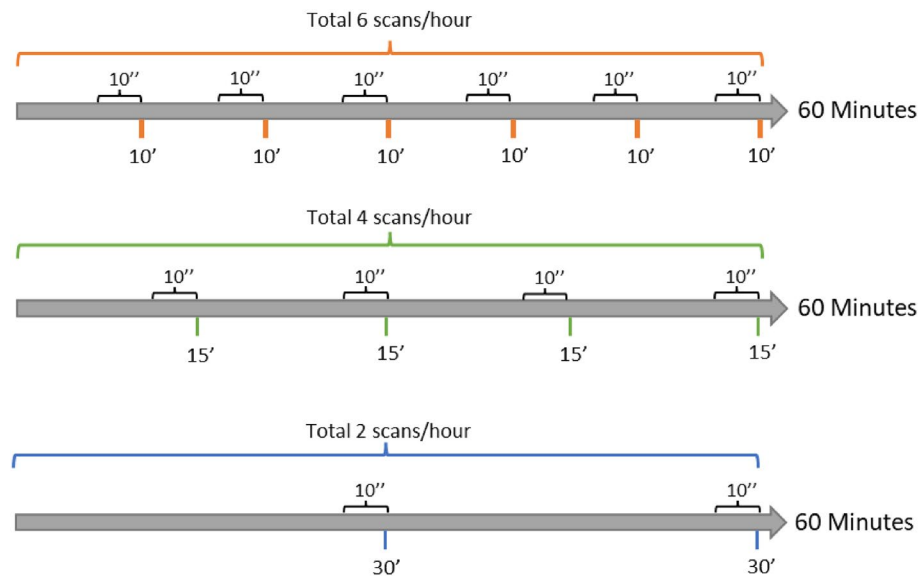 Total 6 scans/hour
10’’ 10’’ 10’’ 10’’ 10’’ 10’’
60 Minutes
10’ 10’ 10’ 10’ 10’ 10’
Total 4 scans/hour
10’’ 10’’ 10’’ 10’’
60 Minutes
15’ 15’ 15’ 15’
Total 2 scans/hour
10’’ 10’’
60 Minutes
30’ 30’